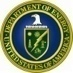 DEPARTMENT OF ENERGY
UNITED STATES OF AMERICA